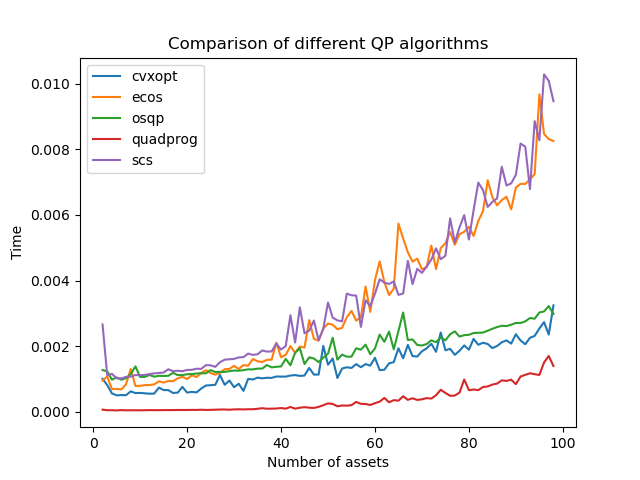 Comparison of different QP algorithms
cvxopt
ecos
osqp
quadprog
scs
0.010
0.008
0.006
0.004
0.002
0.000
Time
0 20 40 60 80 100
Number of assets